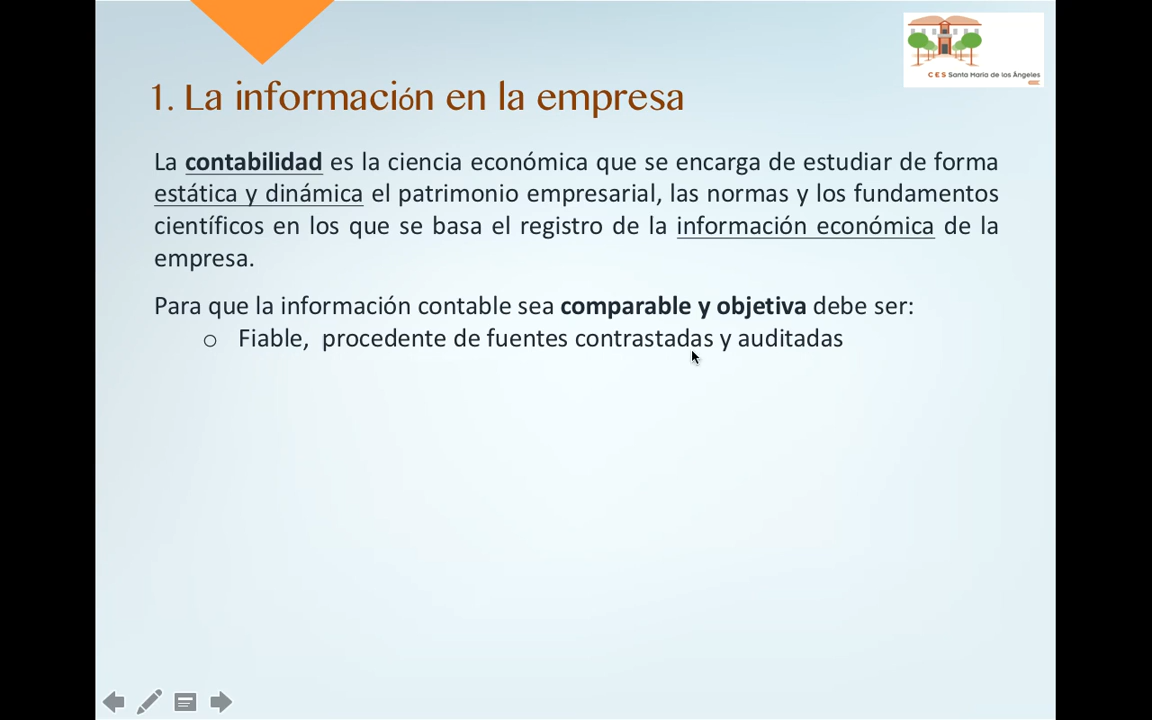 C E S Santa María de los Ángeles
1. La información en la empresa
La contabilidad es la ciencia económica que se encarga de estudiar de forma
estática y dinámica el patrimonio empresarial, las normas y los fundamentos
científicos en los que se basa el registro de la información económica de la
empresa.
Para que la información contable sea comparable y objetiva debe ser:
o Fiable, procedente de fuentes contrastadas y auditadas